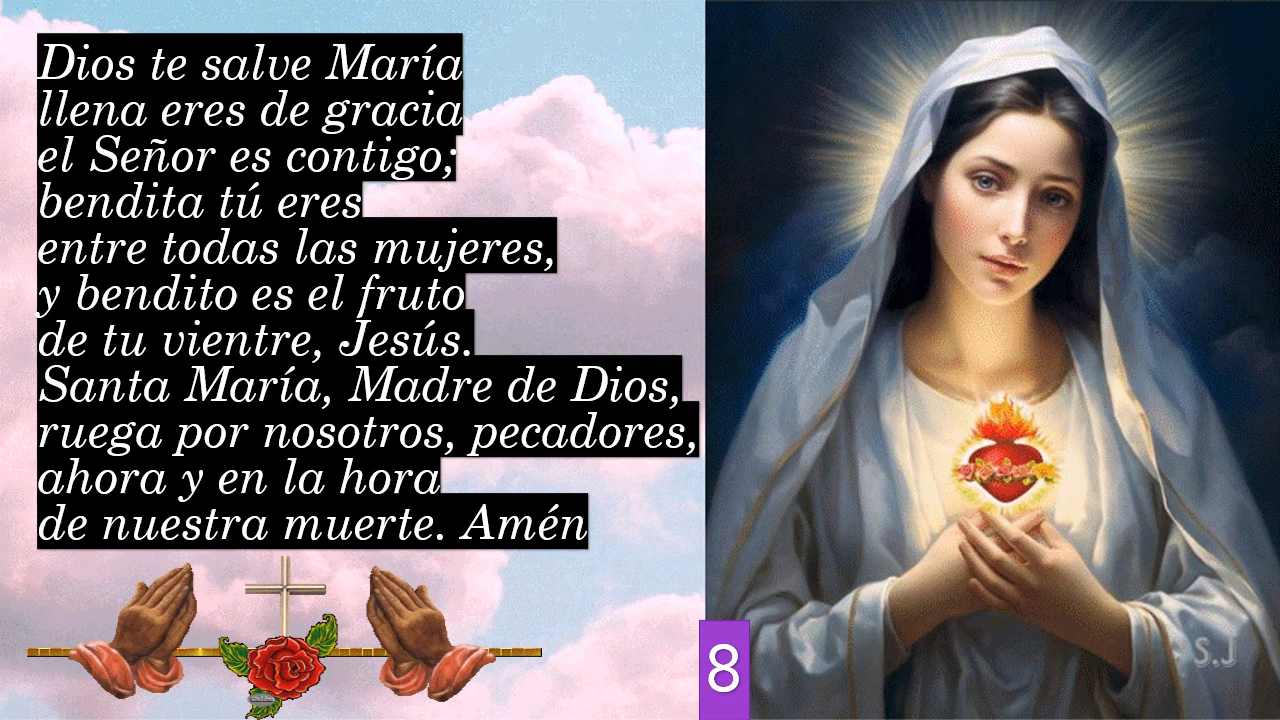 Dios te salve María
llena eres de gracia
el Señor es contigo;
bendita tú eres
entre todas las mujeres,
y bendito es el fruto
de tu vientre, Jesús.
Santa María, Madre de Dios,
ruega por nosotros, pecadores,
ahora y en la hora
de nuestra muerte. Amén
8
S.J